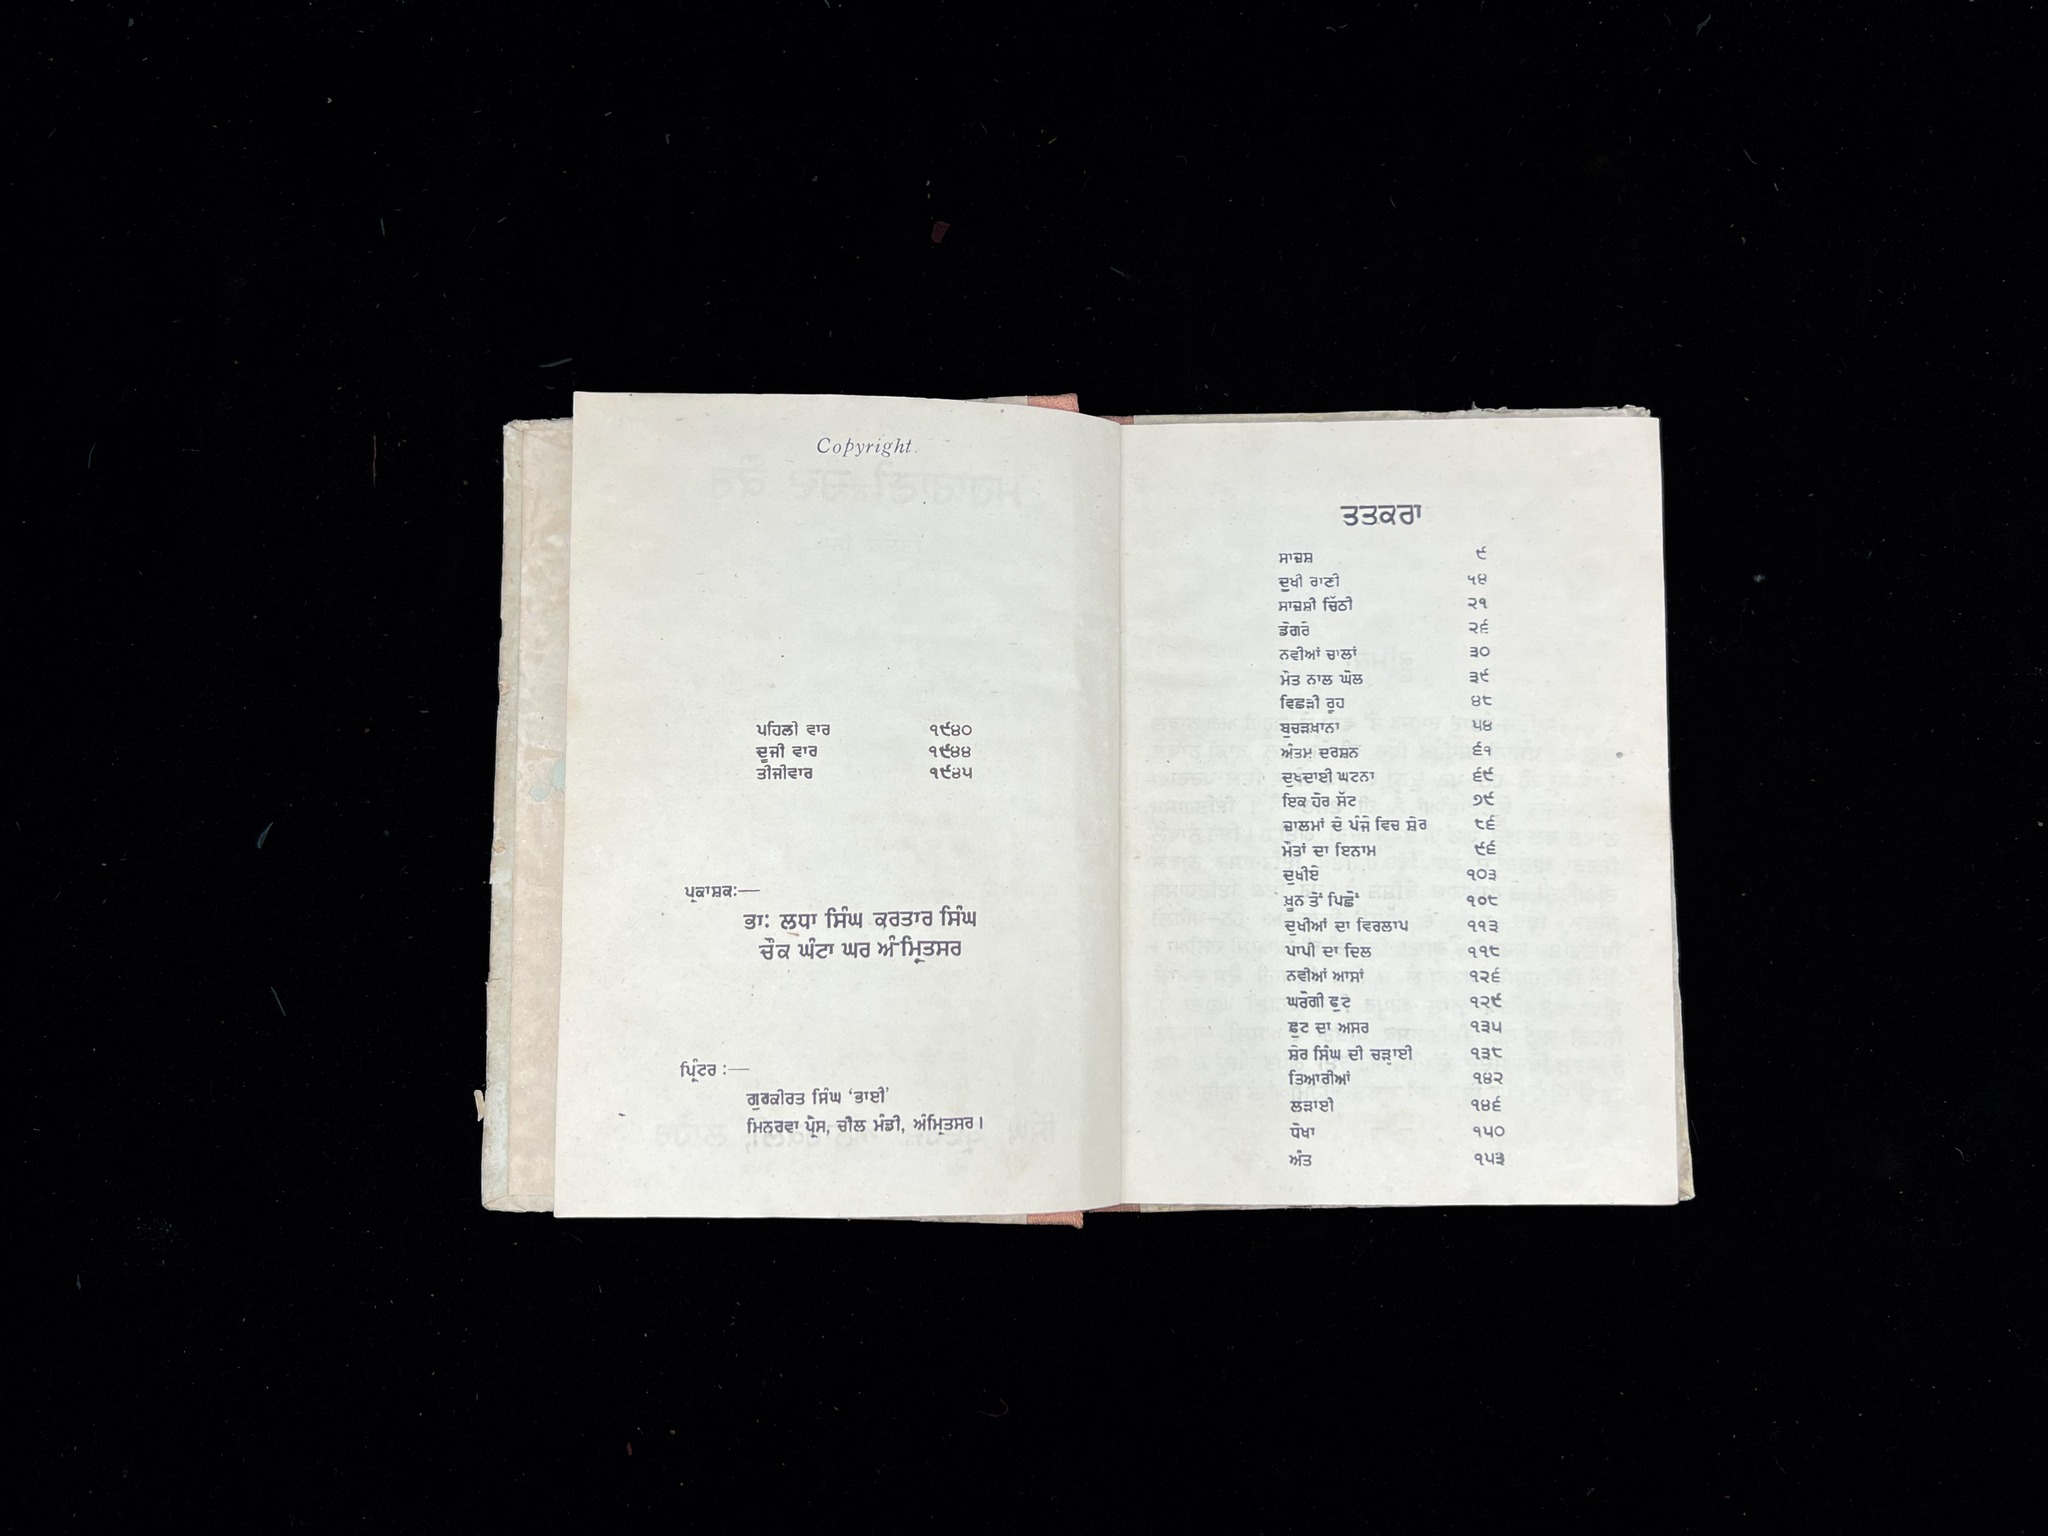 Copyright.
ਪਹਿਲੀ ਵਾਰ ੧੯੪੦
ਦੂਜੀ ਵਾਰ ੧੯੪੪
ਤੀਜੀਵਾਰ ੧੯੪੫
ਪ੍ਰਕਾਸ਼ਕ:—
ਭਾ: ਲਧਾ ਸਿੰਘ ਕਰਤਾਰ ਸਿੰਘ
ਚੌਕ ਘੰਟਾ ਘਰ ਅੰਮ੍ਰਿਤਸਰ
ਪ੍ਰਿੰਟਰ :—
ਗੁਰਕੀਰਤ ਸਿੰਘ ‘ਭਾਈ’
ਮਿਨਰਵਾ ਪ੍ਰੈਸ, ਚੀਲ ਮੰਡੀ, ਅੰਮ੍ਰਿਤਸਰ।
ਤਤਕਰਾ
ਸਾਜ਼ਸ਼ ੯
ਦੁਖੀ ਰਾਣੀ ੫੪
ਸਾਜ਼ਸ਼ੀ ਚਿੱਠੀ ੨੧
ਡੋਗਰੇ ੨੬
ਨਵੀਆਂ ਚਾਲਾਂ ੩੦
ਮੌਤ ਨਾਲ ਘੋਲ ੩੯
ਵਿਛੜੀ ਰੂਹ ੪੮
ਬੁਚੜਖ਼ਾਨਾ ੫੪
ਅੰਤਮ ਦਰਸ਼ਨ ੬੧
ਦੁਖਦਾਈ ਘਟਨਾ ੬੯
ਇਕ ਹੋਰ ਸੱਟ ੭੯
ਜ਼ਾਲਮਾਂ ਦੇ ਪੰਜੇ ਵਿਚ ਸ਼ੇਰ ੮੬
ਮੌਤਾਂ ਦਾ ਇਨਾਮ ੯੬
ਦੁਖੀਏ ੧੦੩
ਖ਼ੂਨ ਤੋਂ ਪਿਛੋਂ ੧੦੮
ਦੁਖੀਆਂ ਦਾ ਵਿਰਲਾਪ ੧੧੩
ਪਾਪੀ ਦਾ ਦਿਲ ੧੧੮
ਨਵੀਆਂ ਆਸਾਂ ੧੨੬
ਘਰੋਗੀ ਫੁਟ ੧੨੯
ਫੁਟ ਦਾ ਅਸਰ ੧੩੫
ਸ਼ੇਰ ਸਿੰਘ ਦੀ ਚੜ੍ਹਾਈ ੧੩੮
ਤਿਆਰੀਆਂ ੧੪੨
ਲੜਾਈ ੧੪੬
ਧੋਖਾ ੧੫੦
ਅੰਤ ੧੫੩